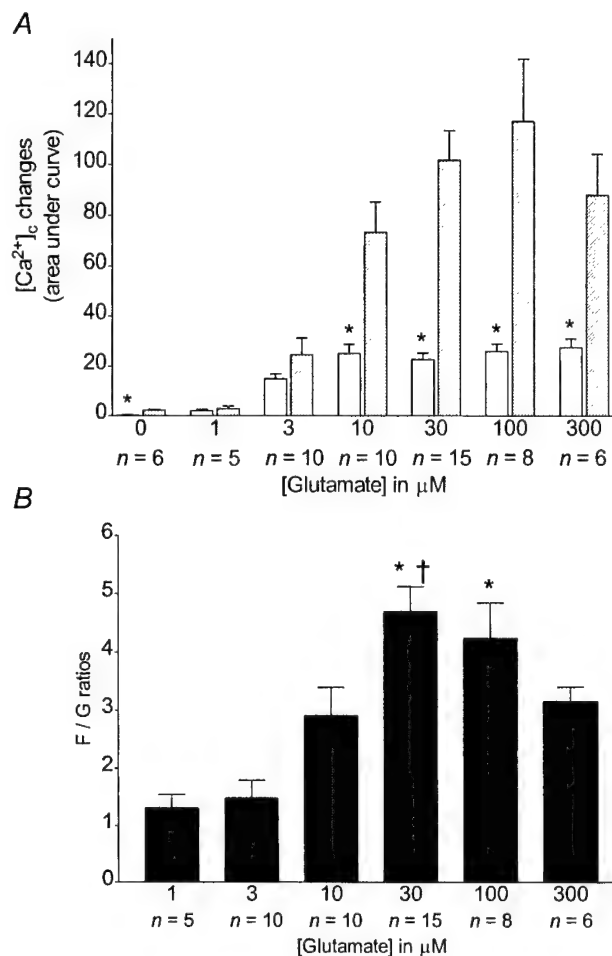 A
[Ca²⁺]c changes
(area under curve)
140
120
100
80
60
40
20
0
*
*
*
*
*
0 1 3 10 30 100 300
n = 6 n = 5 n = 10 n = 10 n = 15 n = 8 n = 6
[Glutamate] in µM
B
F / G ratios
6
5
4
3
2
1
0
* †
*
1 3 10 30 100 300
n = 5 n = 10 n = 10 n = 15 n = 8 n = 6
[Glutamate] in µM